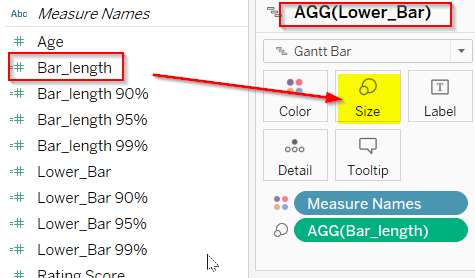 Abc Measure Names
Age
Bar_length
Bar_length 90%
Bar_length 95%
Bar_length 99%
Lower_Bar
Lower_Bar 90%
Lower_Bar 95%
Lower_Bar 99%
Rating Score
AGG(Lower_Bar)
Gantt Bar
Color Size Label
Detail Tooltip
Measure Names
AGG(Bar_length)